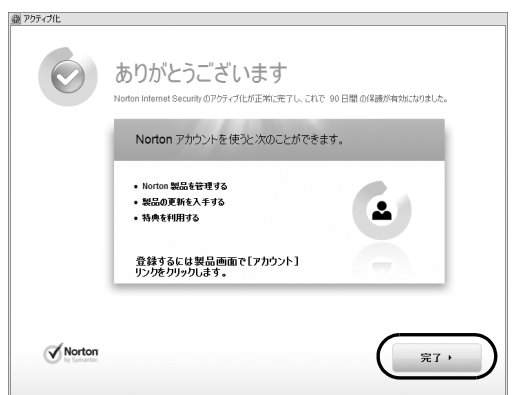 アクティブ化
ありがとうございます
Norton Internet Security のアクティブ化が正常に完了し、これで 90 日間 の保護が有効になりました。
Norton アカウントを使うと次のことができます。
• Norton 製品を管理する
• 製品の更新を入手する
• 特典を利用する
登録するには製品画面で［アカウント］
リンクをクリックします。
Norton
by Symantec
完了